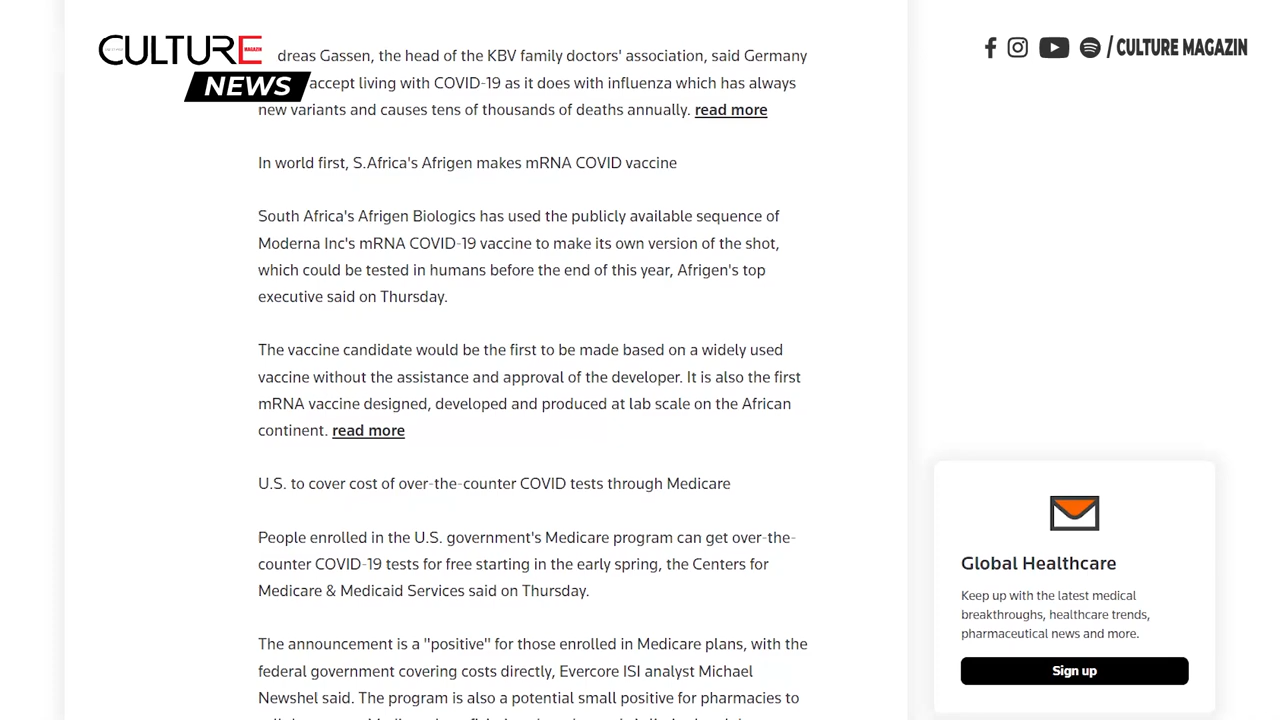 CULTURE
MAGAZIN
NEWS
/ CULTURE MAGAZIN
dreas Gassen, the head of the KBV family doctors' association, said Germany
accept living with COVID-19 as it does with influenza which has always
new variants and causes tens of thousands of deaths annually. read more
In world first, S.Africa's Afrigen makes mRNA COVID vaccine
South Africa's Afrigen Biologics has used the publicly available sequence of
Moderna Inc's mRNA COVID-19 vaccine to make its own version of the shot,
which could be tested in humans before the end of this year, Afrigen's top
executive said on Thursday.
The vaccine candidate would be the first to be made based on a widely used
vaccine without the assistance and approval of the developer. It is also the first
mRNA vaccine designed, developed and produced at lab scale on the African
continent. read more
U.S. to cover cost of over-the-counter COVID tests through Medicare
People enrolled in the U.S. government's Medicare program can get over-the-
counter COVID-19 tests for free starting in the early spring, the Centers for
Medicare & Medicaid Services said on Thursday.
The announcement is a "positive" for those enrolled in Medicare plans, with the
federal government covering costs directly, Evercore ISI analyst Michael
Newshel said. The program is also a potential small positive for pharmacies to
Global Healthcare
Keep up with the latest medical
breakthroughs, healthcare trends,
pharmaceutical news and more.
Sign up